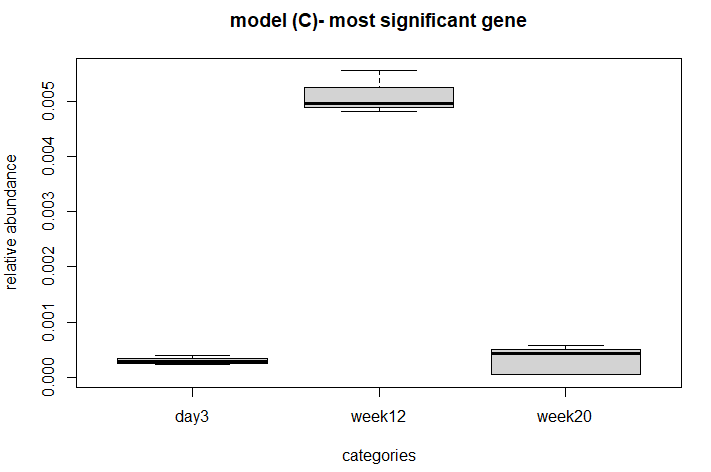 model (C)- most significant gene
relative abundance
0.005
0.004
0.003
0.002
0.001
0.000
day3 week12 week20
categories